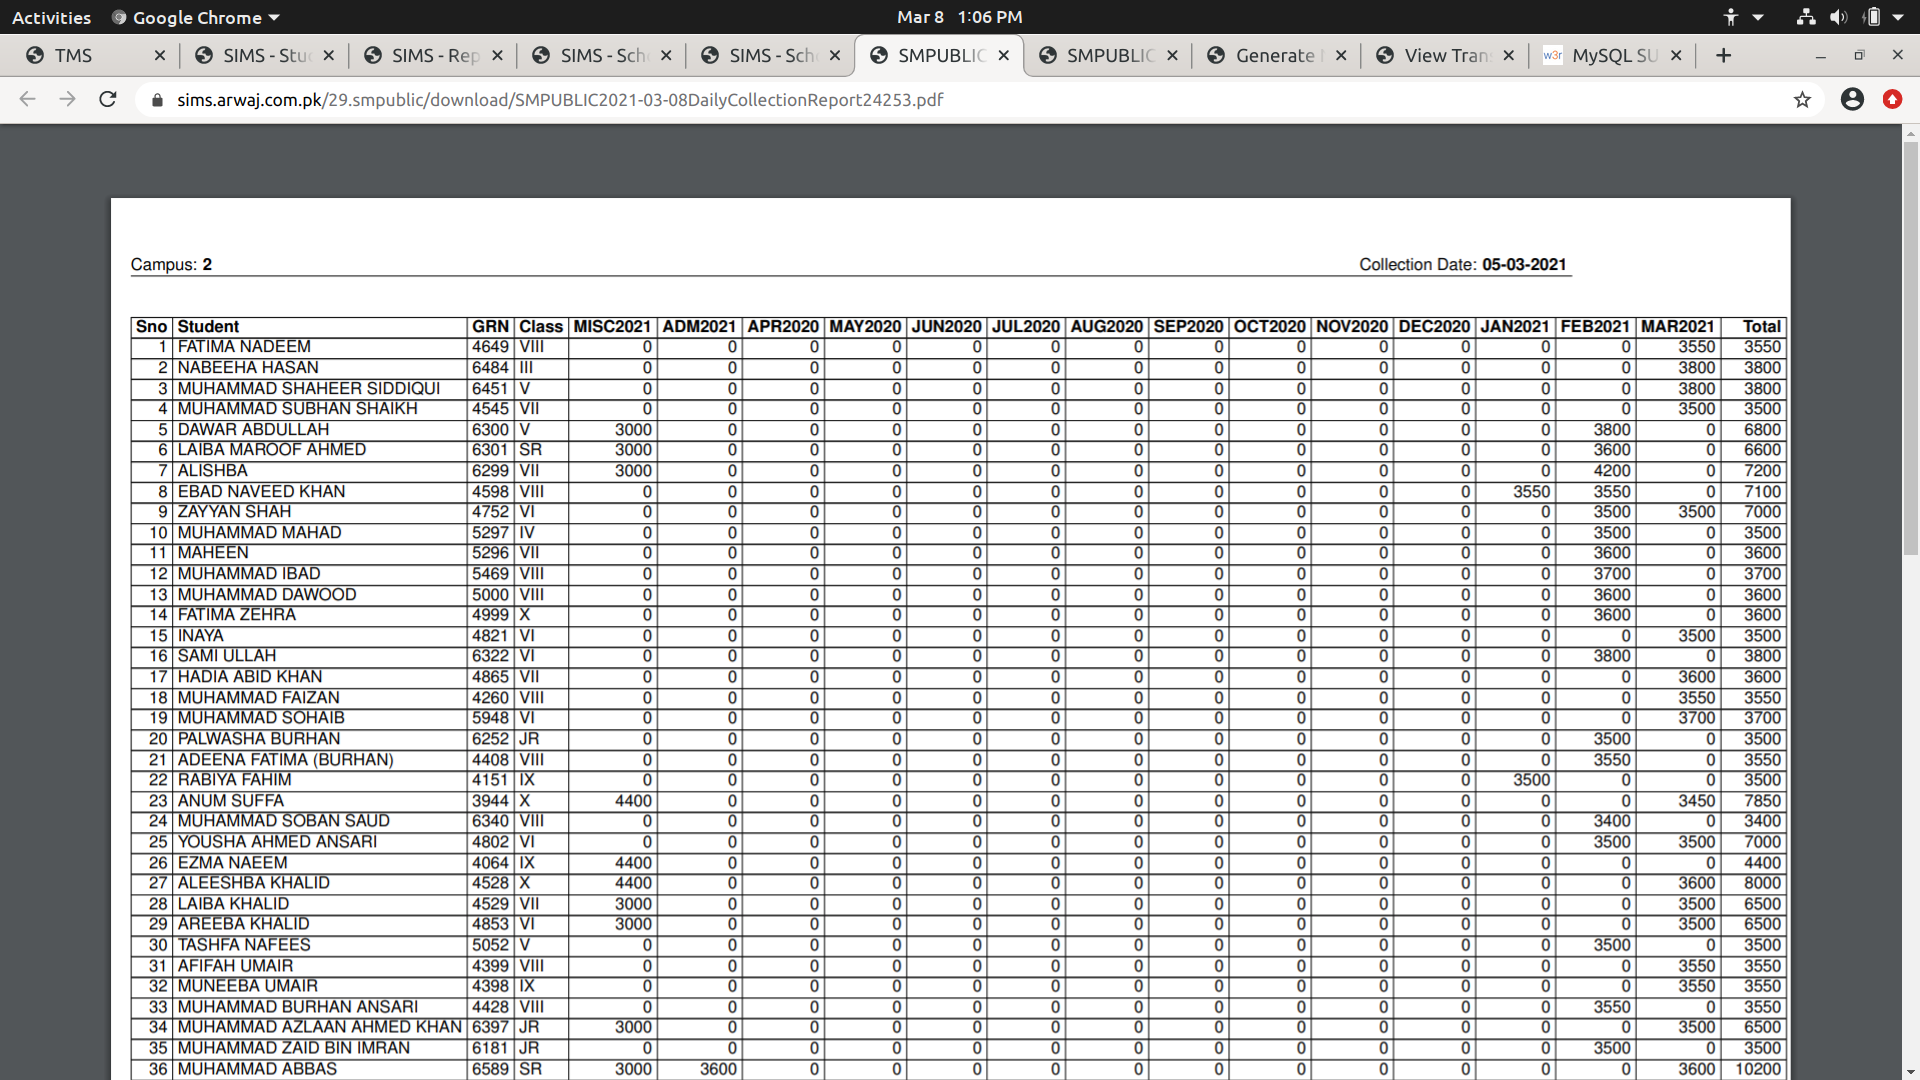 Activities Google Chrome Mar 8 1:06 PM
TMS SIMS - Stu SIMS - Rep SIMS - Sch SIMS - Sch SMPUBLIC SMPUBLIC Generate View Tran w3r MySQL SU
sims.arwaj.com.pk/29.smpublic/download/SMPUBLIC2021-03-08DailyCollectionReport24253.pdf
Campus: 2 Collection Date: 05-03-2021
Sno Student GRN Class MISC2021 ADM2021 APR2020 MAY2020 JUN2020 JUL2020 AUG2020 SEP2020 OCT2020 NOV2020 DEC2020 JAN2021 FEB2021 MAR2021 Total
1 FATIMA NADEEM 4649 VIII 0 0 0 0 0 0 0 0 0 0 0 0 0 3550 3550
2 NABEEHA HASAN 6484 III 0 0 0 0 0 0 0 0 0 0 0 0 0 3800 3800
3 MUHAMMAD SHAHEER SIDDIQUI 6451 V 0 0 0 0 0 0 0 0 0 0 0 0 0 3800 3800
4 MUHAMMAD SUBHAN SHAIKH 4545 VII 0 0 0 0 0 0 0 0 0 0 0 0 0 3500 3500
5 DAWAR ABDULLAH 6300 V 3000 0 0 0 0 0 0 0 0 0 0 0 3800 0 6800
6 LAIBA MAROOF AHMED 6301 SR 3000 0 0 0 0 0 0 0 0 0 0 0 3600 0 6600
7 ALISHBA 6299 VII 3000 0 0 0 0 0 0 0 0 0 0 0 4200 0 7200
8 EBAD NAVEED KHAN 4598 VIII 0 0 0 0 0 0 0 0 0 0 0 3550 3550 0 7100
9 ZAYYAN SHAH 4752 VI 0 0 0 0 0 0 0 0 0 0 0 0 3500 3500 7000
10 MUHAMMAD MAHAD 5297 IV 0 0 0 0 0 0 0 0 0 0 0 0 3500 0 3500
11 MAHEEN 5296 VII 0 0 0 0 0 0 0 0 0 0 0 0 3600 0 3600
12 MUHAMMAD IBAD 5469 VIII 0 0 0 0 0 0 0 0 0 0 0 0 3700 0 3700
13 MUHAMMAD DAWOOD 5000 VIII 0 0 0 0 0 0 0 0 0 0 0 0 3600 0 3600
14 FATIMA ZEHRA 4999 X 0 0 0 0 0 0 0 0 0 0 0 0 3600 0 3600
15 INAYA 4821 VI 0 0 0 0 0 0 0 0 0 0 0 0 0 3500 3500
16 SAMI ULLAH 6322 VI 0 0 0 0 0 0 0 0 0 0 0 0 3800 0 3800
17 HADIA ABID KHAN 4865 VII 0 0 0 0 0 0 0 0 0 0 0 0 0 3600 3600
18 MUHAMMAD FAIZAN 4260 VIII 0 0 0 0 0 0 0 0 0 0 0 0 0 3550 3550
19 MUHAMMAD SOHAIB 5948 VI 0 0 0 0 0 0 0 0 0 0 0 0 0 3700 3700
20 PALWASHA BURHAN 6252 JR 0 0 0 0 0 0 0 0 0 0 0 0 3500 0 3500
21 ADEENA FATIMA (BURHAN) 4408 VIII 0 0 0 0 0 0 0 0 0 0 0 0 3550 0 3550
22 RABIYA FAHIM 4151 IX 0 0 0 0 0 0 0 0 0 0 0 3500 0 0 3500
23 ANUM SUFFA 3944 X 4400 0 0 0 0 0 0 0 0 0 0 0 0 3450 7850
24 MUHAMMAD SOBAN SAUD 6340 VIII 0 0 0 0 0 0 0 0 0 0 0 0 3400 0 3400
25 YOUSHA AHMED ANSARI 4802 VI 0 0 0 0 0 0 0 0 0 0 0 0 3500 3500 7000
26 EZMA NAEEM 4064 IX 4400 0 0 0 0 0 0 0 0 0 0 0 0 0 4400
27 ALEESHBA KHALID 4528 X 4400 0 0 0 0 0 0 0 0 0 0 0 0 3600 8000
28 LAIBA KHALID 4529 VII 3000 0 0 0 0 0 0 0 0 0 0 0 0 3500 6500
29 AREEBA KHALID 4853 VI 3000 0 0 0 0 0 0 0 0 0 0 0 0 3500 6500
30 TASHFA NAFEES 5052 V 0 0 0 0 0 0 0 0 0 0 0 0 3500 0 3500
31 AFIFAH UMAIR 4399 VIII 0 0 0 0 0 0 0 0 0 0 0 0 0 3550 3550
32 MUNEEBA UMAIR 4398 IX 0 0 0 0 0 0 0 0 0 0 0 0 0 3550 3550
33 MUHAMMAD BURHAN ANSARI 4428 VIII 0 0 0 0 0 0 0 0 0 0 0 0 3550 0 3550
34 MUHAMMAD AZLAAN AHMED KHAN 6397 JR 3000 0 0 0 0 0 0 0 0 0 0 0 0 3500 6500
35 MUHAMMAD ZAID BIN IMRAN 6181 JR 0 0 0 0 0 0 0 0 0 0 0 0 3500 0 3500
36 MUHAMMAD ABBAS 6589 SR 3000 3600 0 0 0 0 0 0 0 0 0 0 0 3600 10200